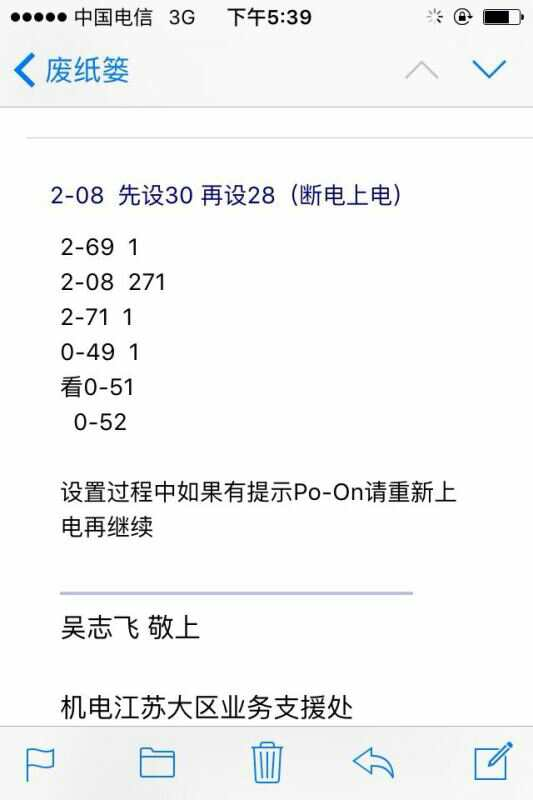 中国电信 3G 下午5:39
废纸篓
2-08 先设30 再设28（断电上电）
2-69 1
2-08 271
2-71 1
0-49 1
看0-51
0-52
设置过程中如果有提示Po-On请重新上
电再继续
吴志飞 敬上
机电江苏大区业务支援处